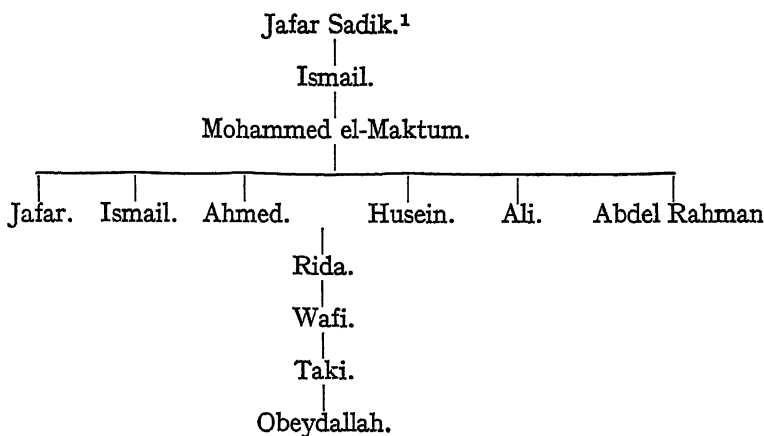 Jafar Sadik.¹
Ismail.
Mohammed el-Maktum.
Jafar. Ismail. Ahmed. Husein. Ali. Abdel Rahman
Rida.
Wafi.
Taki.
Obeydallah.